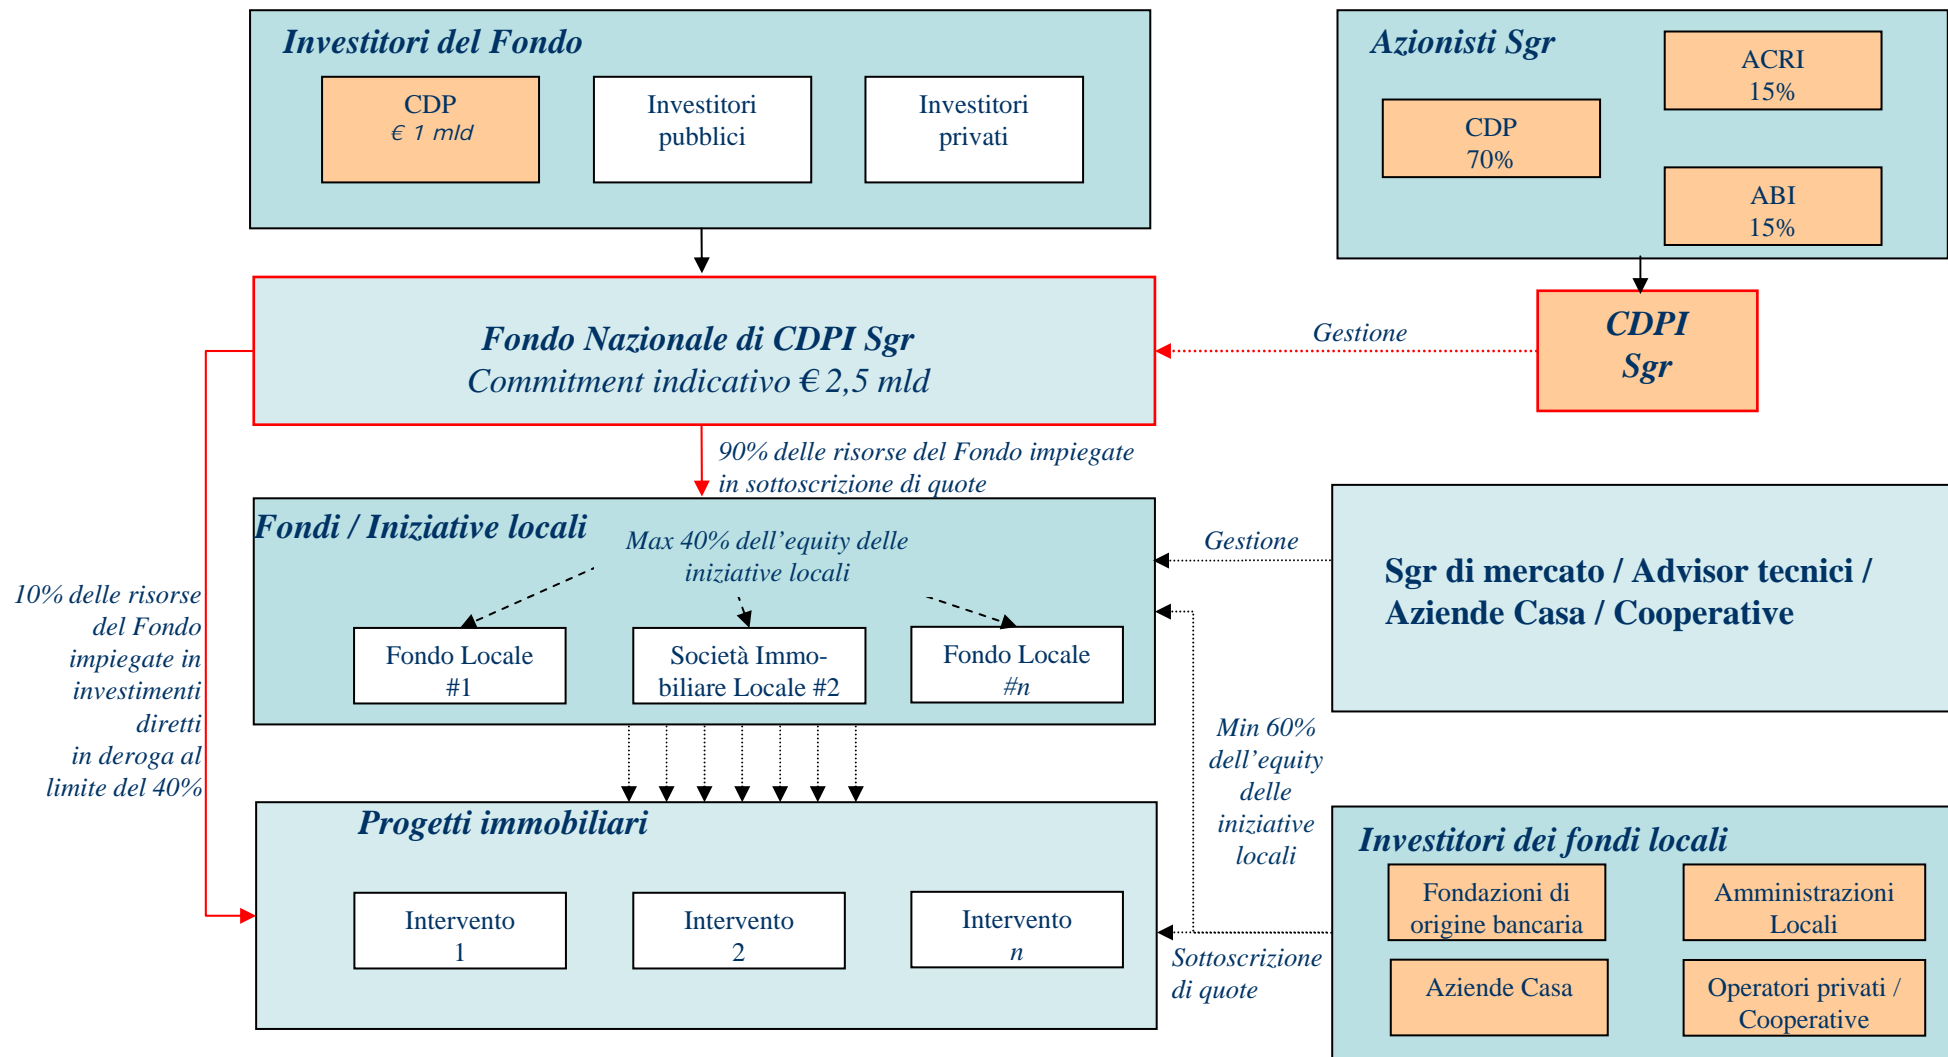 Investitori del Fondo
CDP
€ 1 mld
Investitori
pubblici
Investitori
privati
Azionisti Sgr
ACRI
15%
CDP
70%
ABI
15%
Fondo Nazionale di CDPI Sgr
Commitment indicativo € 2,5 mld
Gestione
CDPI
Sgr
90% delle risorse del Fondo impiegate
in sottoscrizione di quote
Fondi / Iniziative locali
Max 40% dell’equity delle
iniziative locali
Fondo Locale
#1
Società Immo-
biliare Locale #2
Fondo Locale
#n
Gestione
Sgr di mercato / Advisor tecnici /
Aziende Casa / Cooperative
10% delle risorse
del Fondo
impiegate in
investimenti
diretti
in deroga al
limite del 40%
Min 60%
dell’equity
delle
iniziative
locali
Progetti immobiliari
Intervento
1
Intervento
2
Intervento
n
Sottoscrizione
di quote
Investitori dei fondi locali
Fondazioni di
origine bancaria
Amministrazioni
Locali
Aziende Casa
Operatori privati /
Cooperative